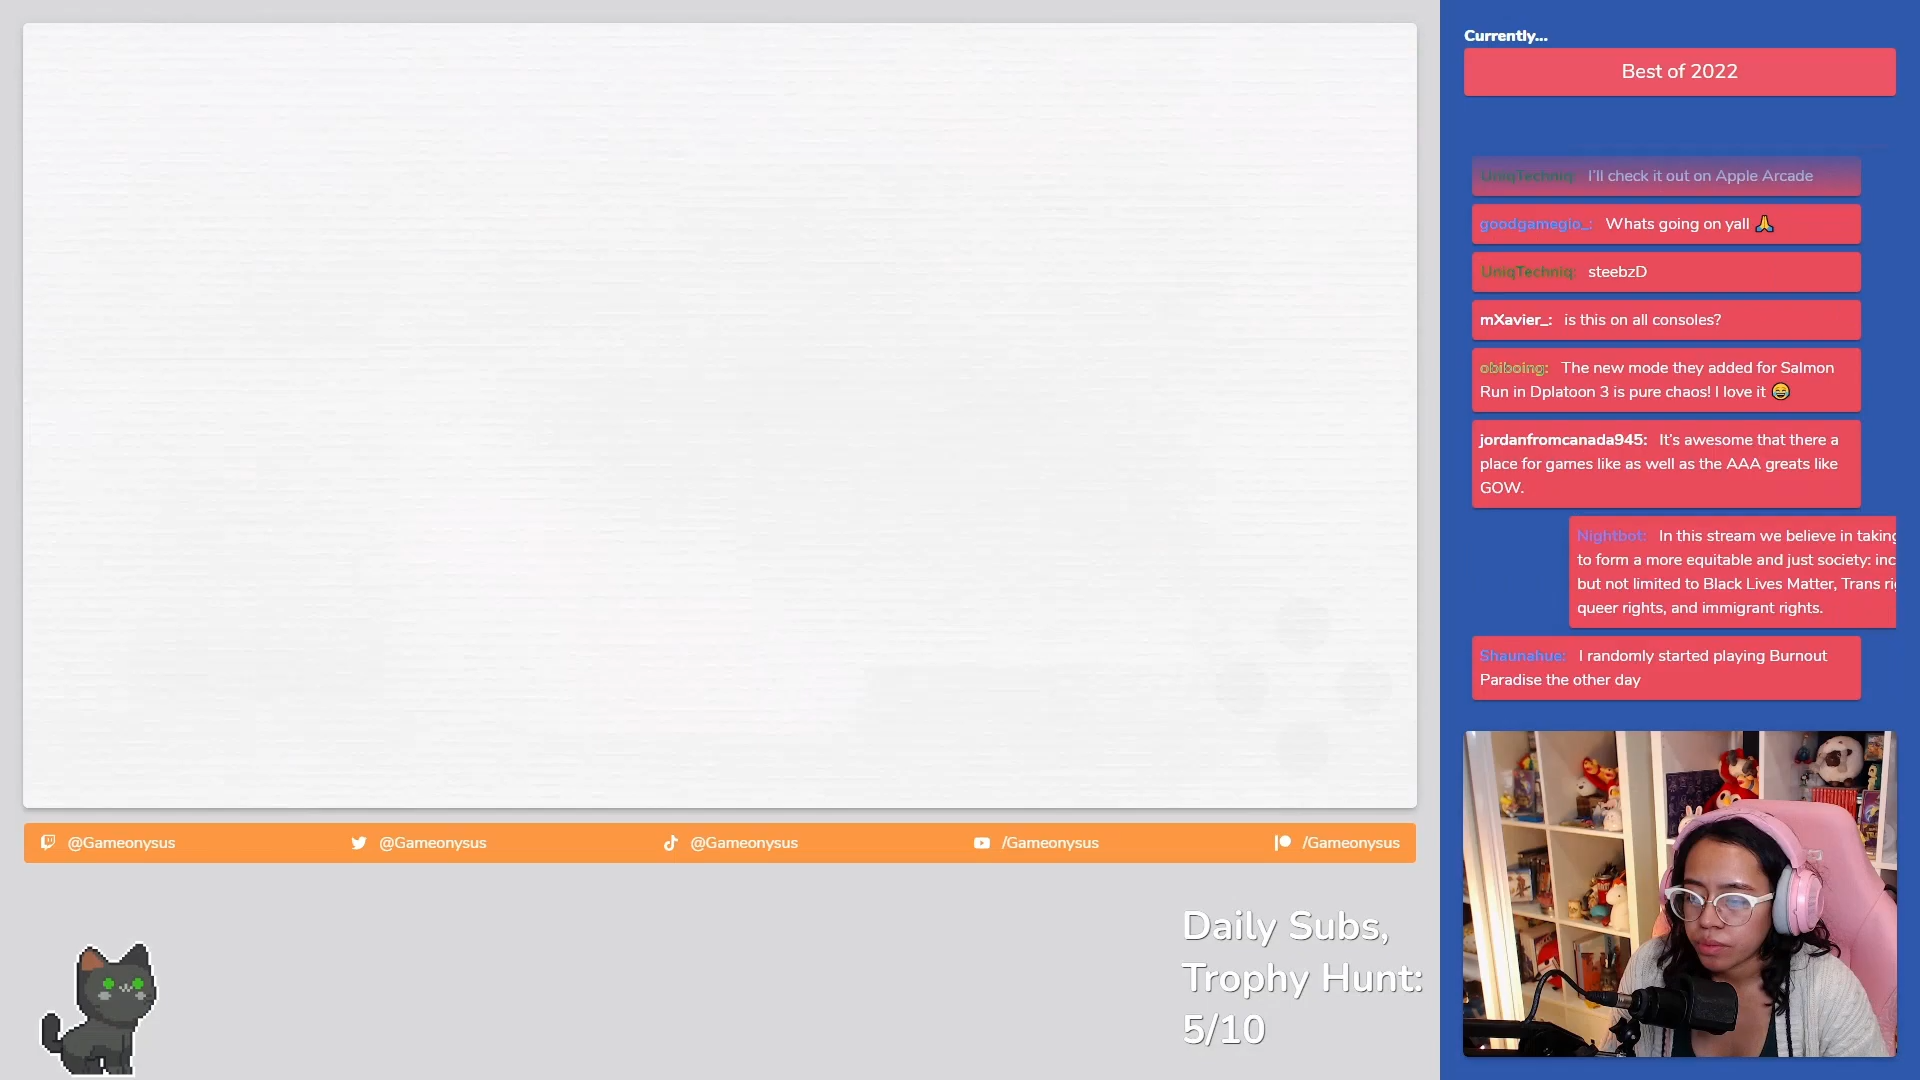 Currently...
Best of 2022
UniqTechniq: I'll check it out on Apple Arcade
goodgameglo_: Whats going on yall 🙏
UniqTechniq: steebzD
mXavier_: is this on all consoles?
obiboing: The new mode they added for Salmon
Run in Dplatoon 3 is pure chaos! I love it 😄
jordanfromcanada945: It's awesome that there a
place for games like as well as the AAA greats like
GOW.
Nightbot: In this stream we believe in taking
to form a more equitable and just society: inc
but not limited to Black Lives Matter, Trans ri
queer rights, and immigrant rights.
Shaunahue: I randomly started playing Burnout
Paradise the other day
@Gameonysus @Gameonysus @Gameonysus /Gameonysus /Gameonysus
Daily Subs,
Trophy Hunt:
5/10